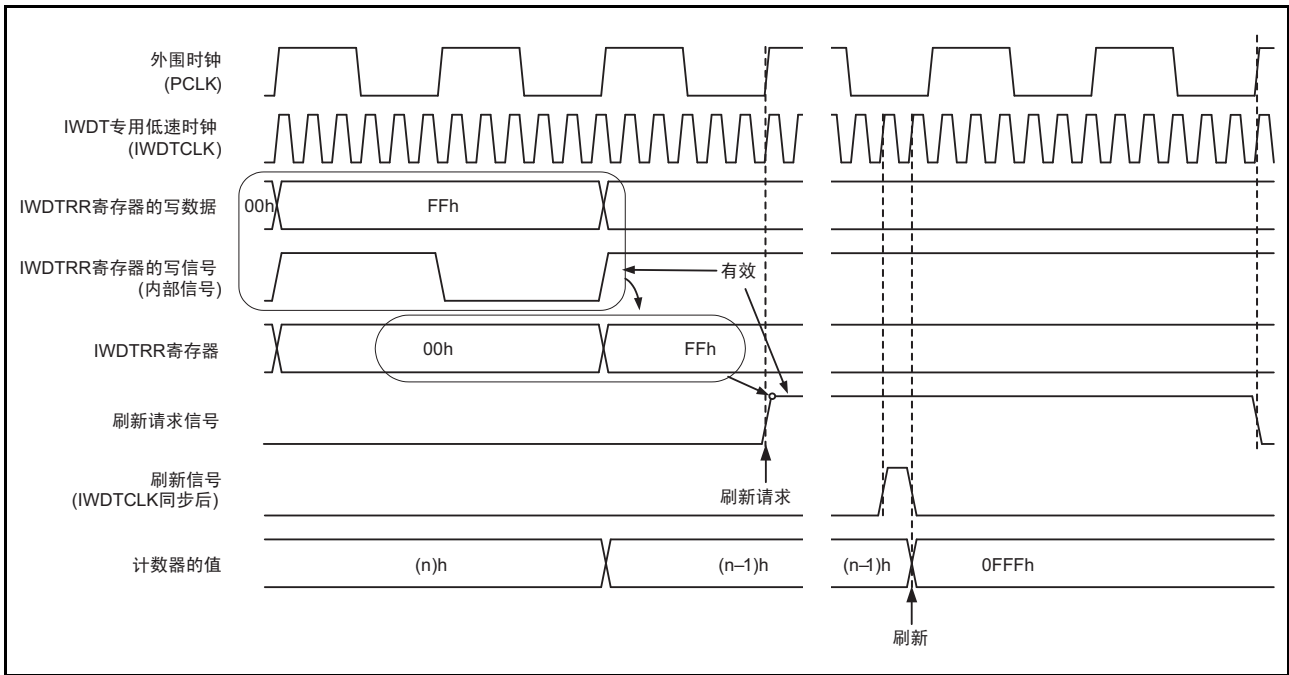 外围时钟
(PCLK)
IWDT专用低速时钟
(IWDTCLK)
IWDTRR寄存器的写数据
00h
FFh
IWDTRR寄存器的写信号
(内部信号)
有效
IWDTRR寄存器
00h
FFh
刷新请求信号
刷新信号
(IWDTCLK同步后)
刷新请求
计数器的值
(n)h
(n–1)h
(n–1)h
0FFFh
刷新